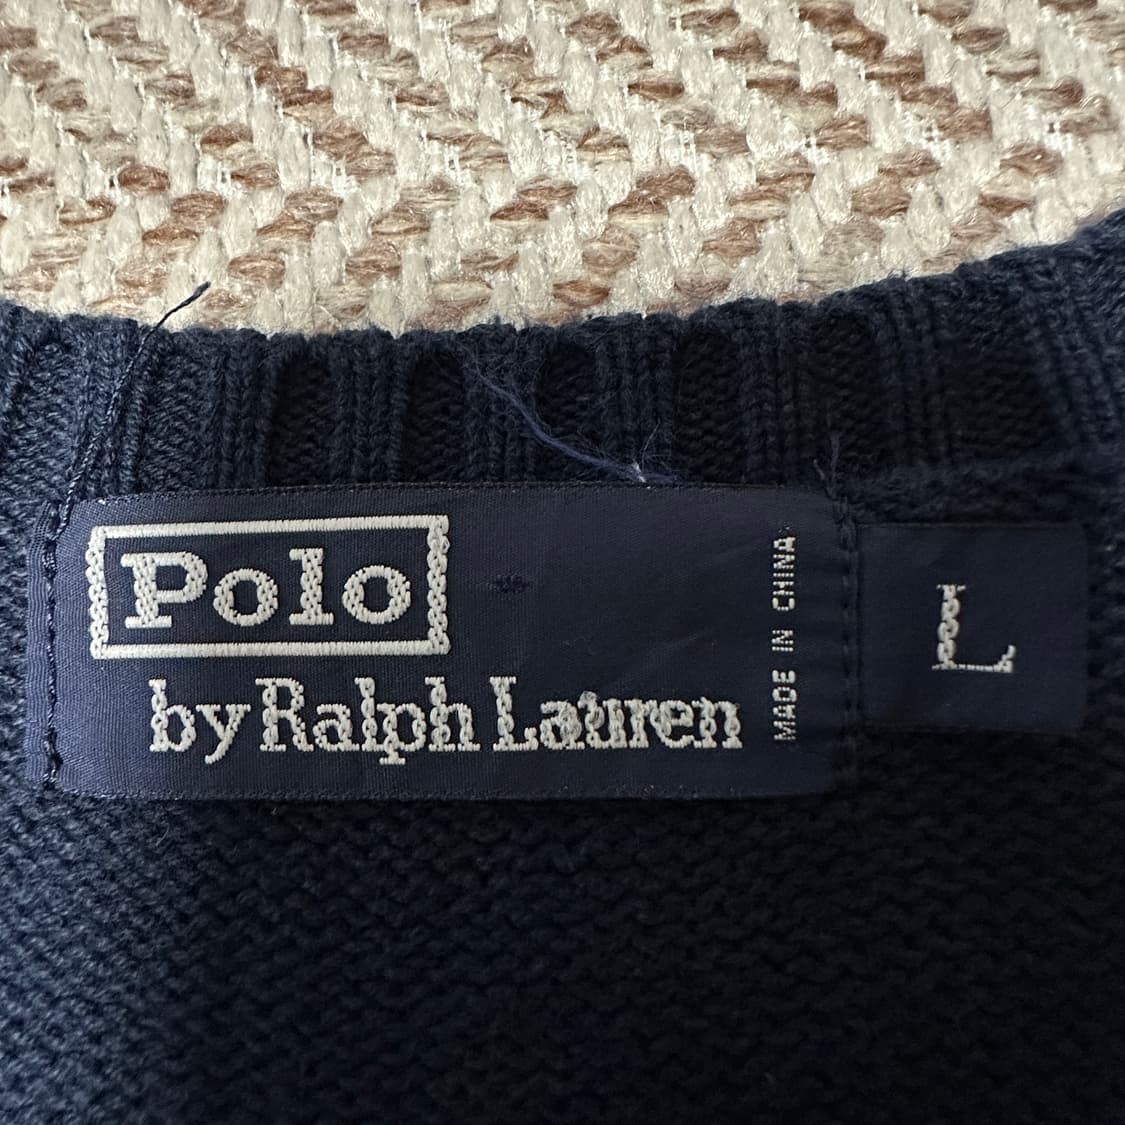 Polo
by Ralph Lauren
MADE IN CHINA
L